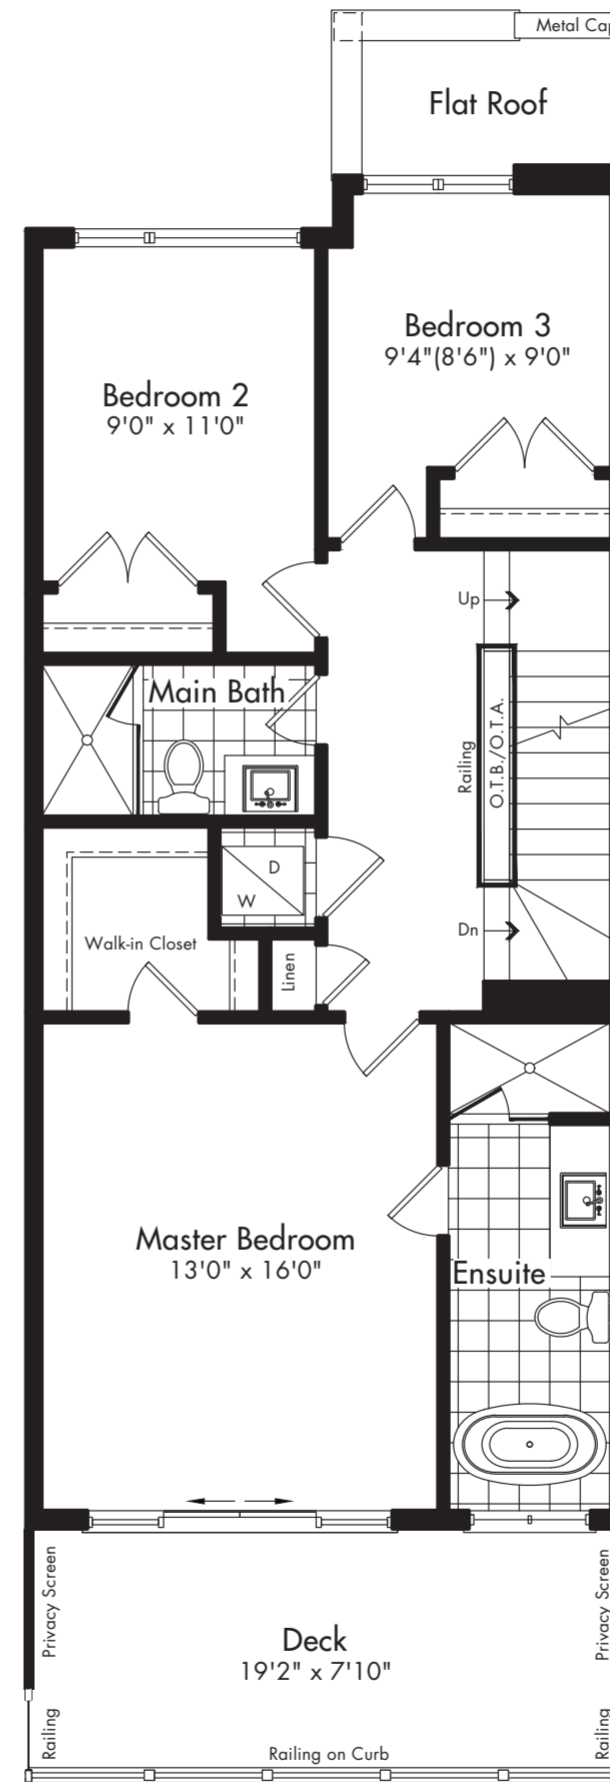 Metal Cap
Flat Roof
Bedroom 3
9'4"(8'6") x 9'0"
Bedroom 2
9'0" x 11'0"
Up
Main Bath
Railing
O.T.B./O.T.A.
D
W
Walk-in Closet
Linen
Dn
Master Bedroom
13'0" x 16'0"
Ensuite
Privacy Screen
Privacy Screen
Deck
19'2" x 7'10"
Railing
Railing
Railing on Curb